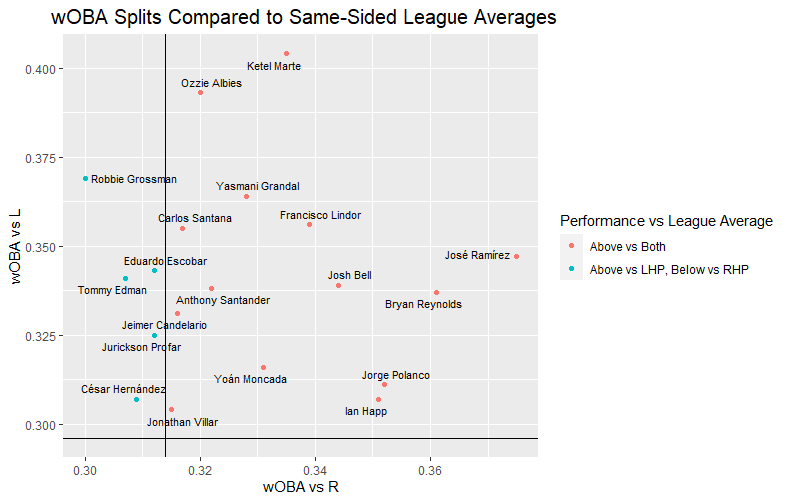 wOBA Splits Compared to Same-Sided League Averages
0.400
0.375
0.350
0.325
0.300
wOBA vs L
Ketel Marte
Ozzie Albies
Robbie Grossman
Yasmani Grandal
Carlos Santana
Francisco Lindor
José Ramírez
Eduardo Escobar
Josh Bell
Tommy Edman
Anthony Santander
Bryan Reynolds
Jeimer Candelario
Jurickson Profar
Yoán Moncada
Jorge Polanco
César Hernández
Ian Happ
Jonathan Villar
0.30
0.32
0.34
0.36
wOBA vs R
Performance vs League Average
Above vs Both
Above vs LHP, Below vs RHP